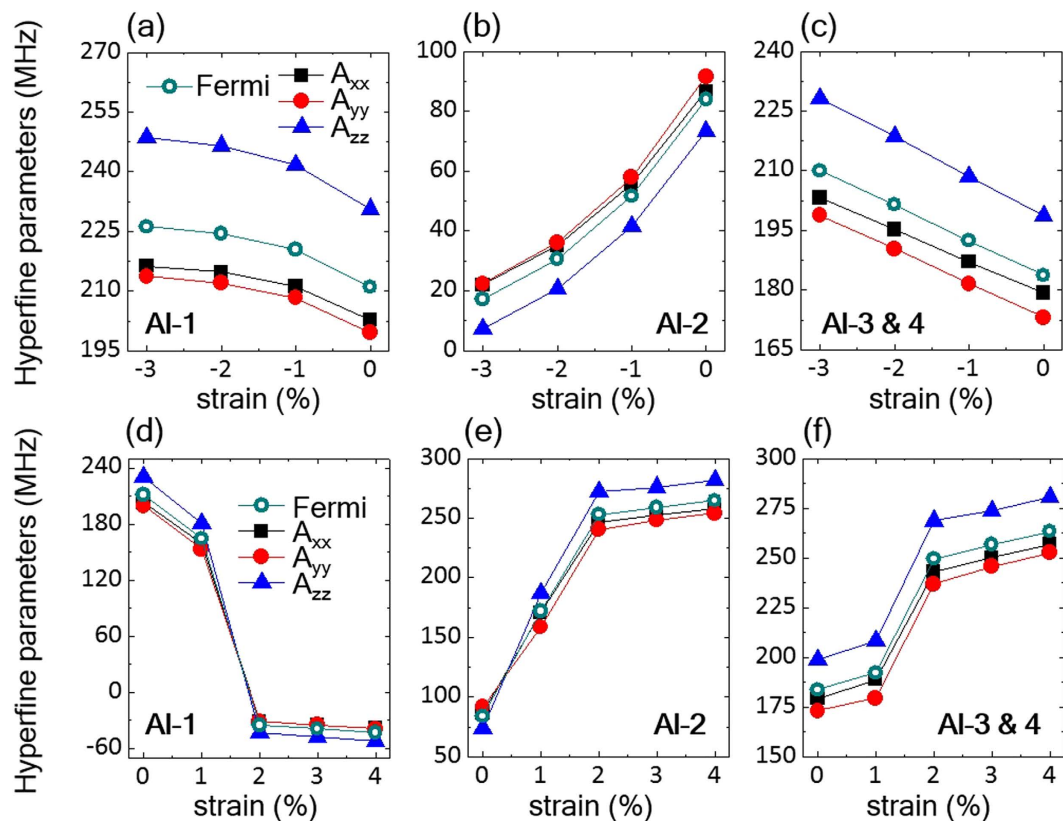 (a) (b) (c)
Hyperfine parameters (MHz)
270
255
240
225
210
195
Fermi
Axx
Ayy
Azz
Al-1
-3 -2 -1 0
strain (%)
100
80
60
40
20
0
Al-2
-3 -2 -1 0
strain (%)
240
225
210
195
180
165
Al-3 & 4
-3 -2 -1 0
strain (%)
(d) (e) (f)
Hyperfine parameters (MHz)
240
180
120
60
0
-60
Fermi
Axx
Ayy
Azz
Al-1
0 1 2 3 4
strain (%)
300
250
200
150
100
50
Al-2
0 1 2 3 4
strain (%)
300
275
250
225
200
175
150
Al-3 & 4
0 1 2 3 4
strain (%)